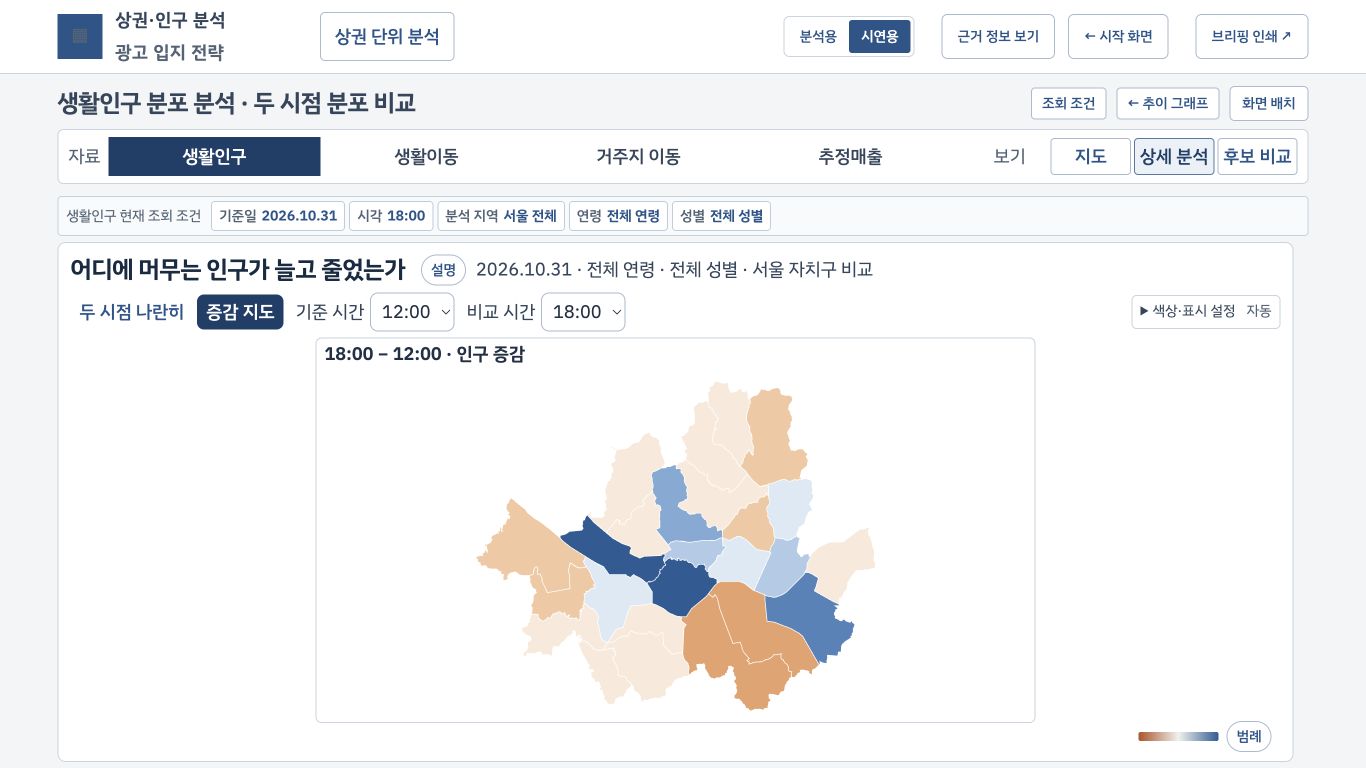 상권·인구 분석
광고 입지 전략
상권 단위 분석
분석용 시연용
근거 정보 보기
← 시작 화면
브리핑 인쇄 ↗
생활인구 분포 분석 · 두 시점 분포 비교
조회 조건
← 추이 그래프
화면 배치
자료 생활인구 생활이동 거주지 이동 추정매출 보기 지도 상세 분석 후보 비교
생활인구 현재 조회 조건 기준일 2026.10.31 시각 18:00 분석 지역 서울 전체 연령 전체 연령 성별 전체 성별
어디에 머무는 인구가 늘고 줄었는가 설명 2026.10.31 · 전체 연령 · 전체 성별 · 서울 자치구 비교
두 시점 나란히 증감 지도 기준 시간 12:00 비교 시간 18:00 ▶ 색상·표시 설정 자동
18:00 − 12:00 · 인구 증감
범례